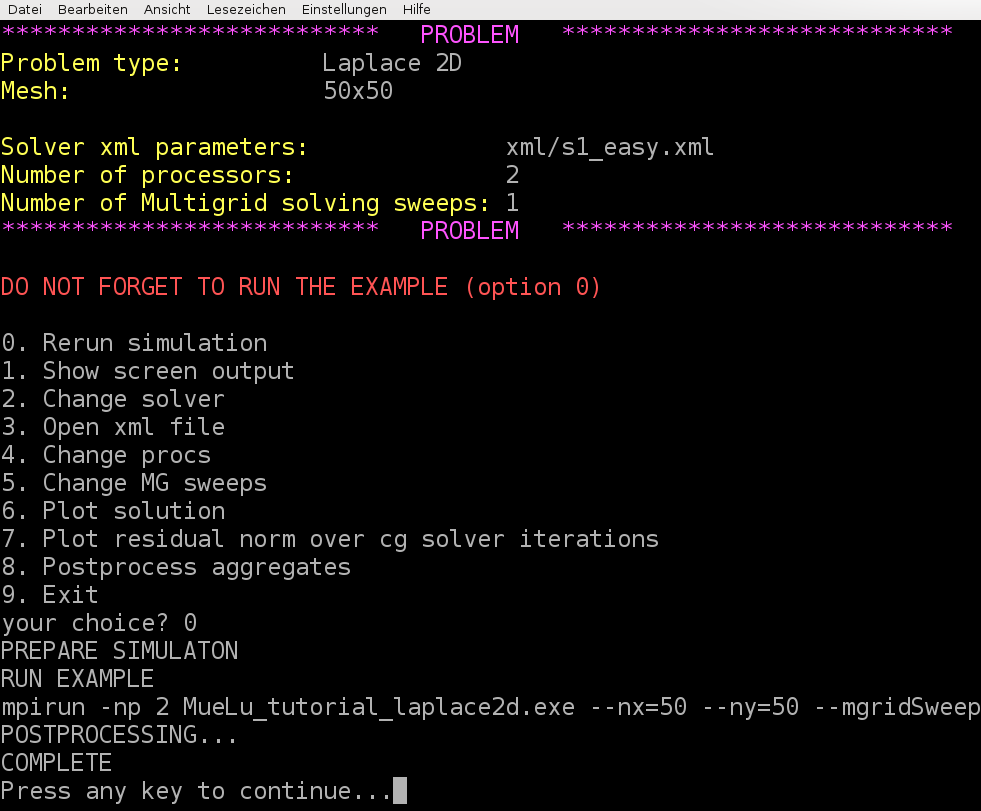 Datei Bearbeiten Ansicht Lesezeichen Einstellungen Hilfe
*************************** PROBLEM ****************************
Problem type: Laplace 2D
Mesh: 50x50
Solver xml parameters: xml/s1_easy.xml
Number of processors: 2
Number of Multigrid solving sweeps: 1
*************************** PROBLEM ****************************
DO NOT FORGET TO RUN THE EXAMPLE (option 0)
0. Rerun simulation
1. Show screen output
2. Change solver
3. Open xml file
4. Change procs
5. Change MG sweeps
6. Plot solution
7. Plot residual norm over cg solver iterations
8. Postprocess aggregates
9. Exit
your choice? 0
PREPARE SIMULATON
RUN EXAMPLE
mpirun -np 2 MueLu_tutorial_laplace2d.exe --nx=50 --ny=50 --mgridSweep
POSTPROCESSING...
COMPLETE
Press any key to continue...